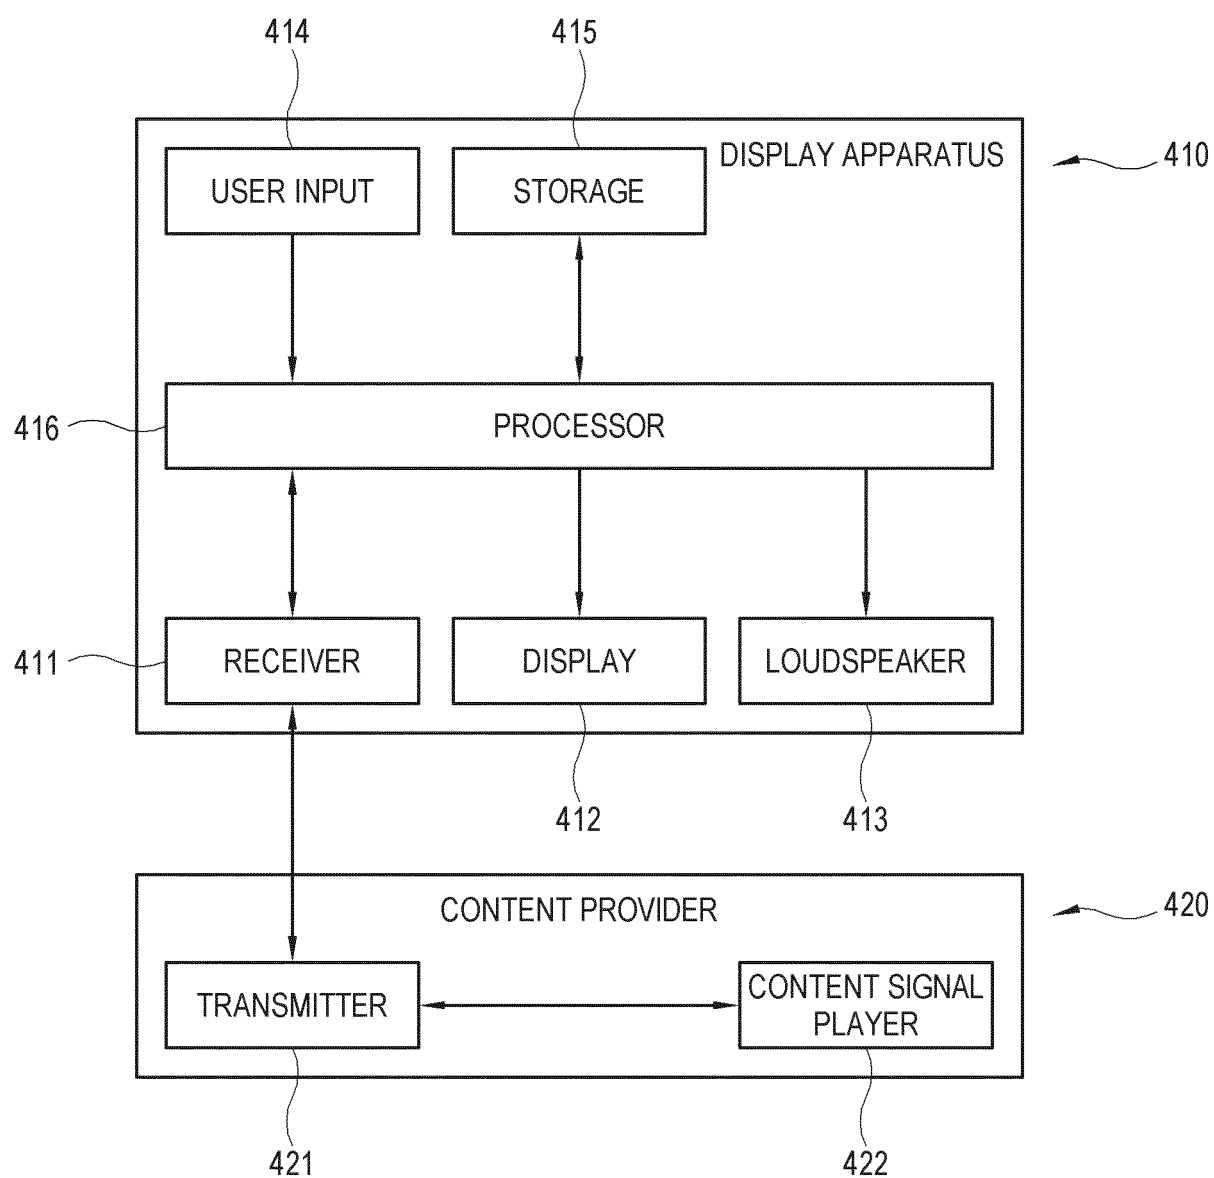 414
415
DISPLAY APPARATUS
410
USER INPUT
STORAGE
416
PROCESSOR
411
RECEIVER
DISPLAY
LOUDSPEAKER
412
413
CONTENT PROVIDER
420
TRANSMITTER
CONTENT SIGNAL
PLAYER
421
422